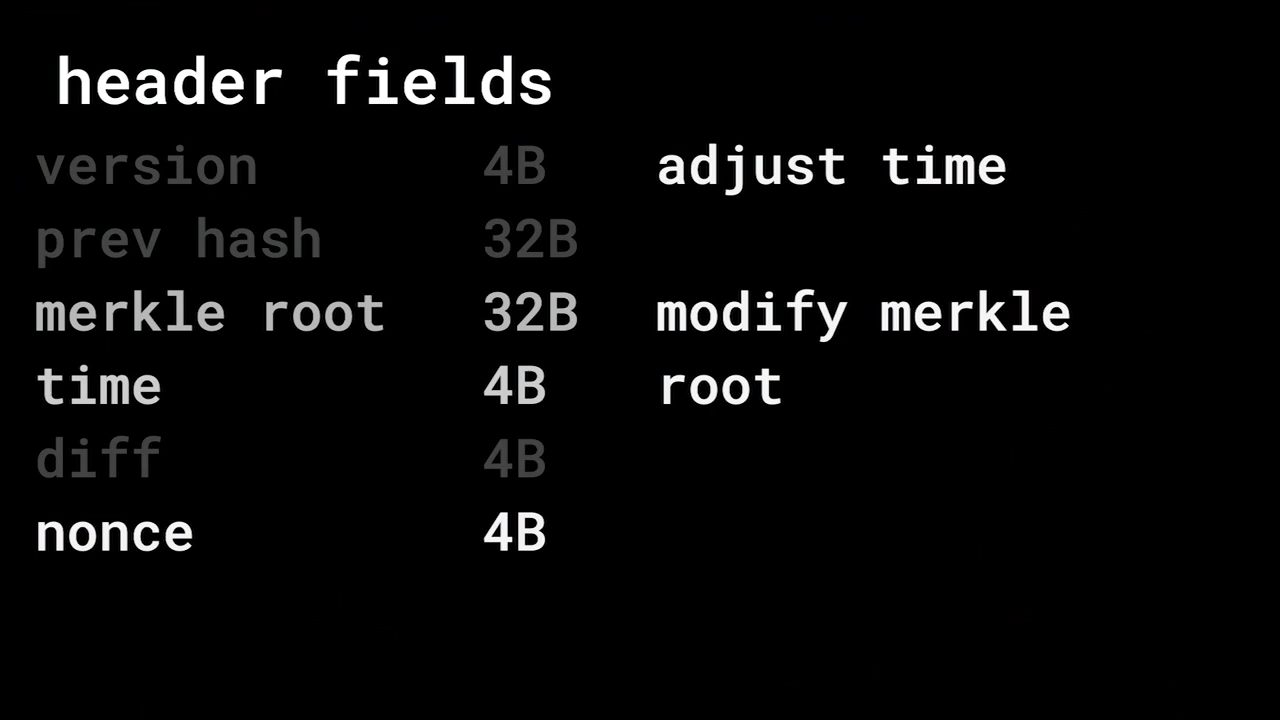 header fields
version 4B adjust time
prev hash 32B
merkle root 32B modify merkle
time 4B root
diff 4B
nonce 4B